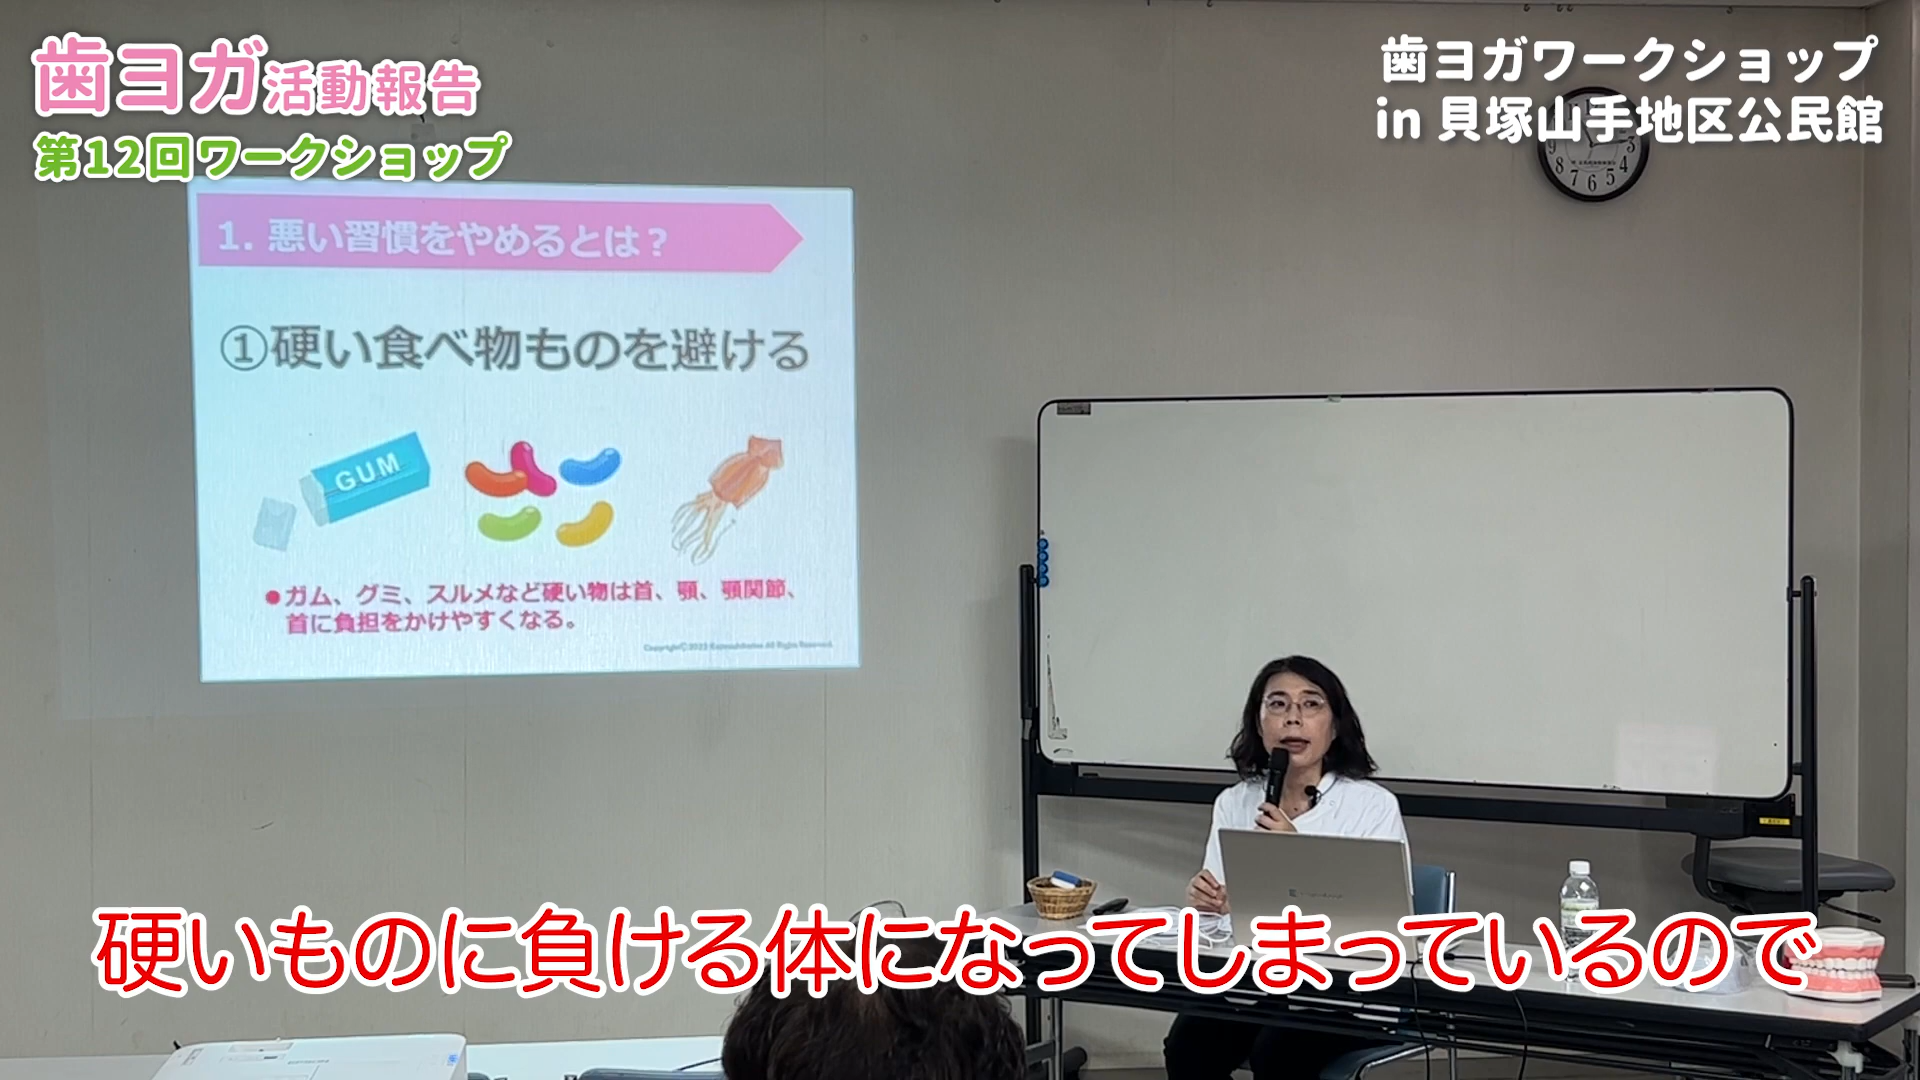 歯ヨガ活動報告
第12回ワークショップ
歯ヨガワークショップ
in 貝塚山手地区公民館
1. 悪い習慣をやめるとは？
①硬い食べ物ものを避ける
GUM
●ガム、グミ、スルメなど硬い物は首、顎、顎関節、
首に負担をかけやすくなる。
硬いものに負ける体になってしまっているので